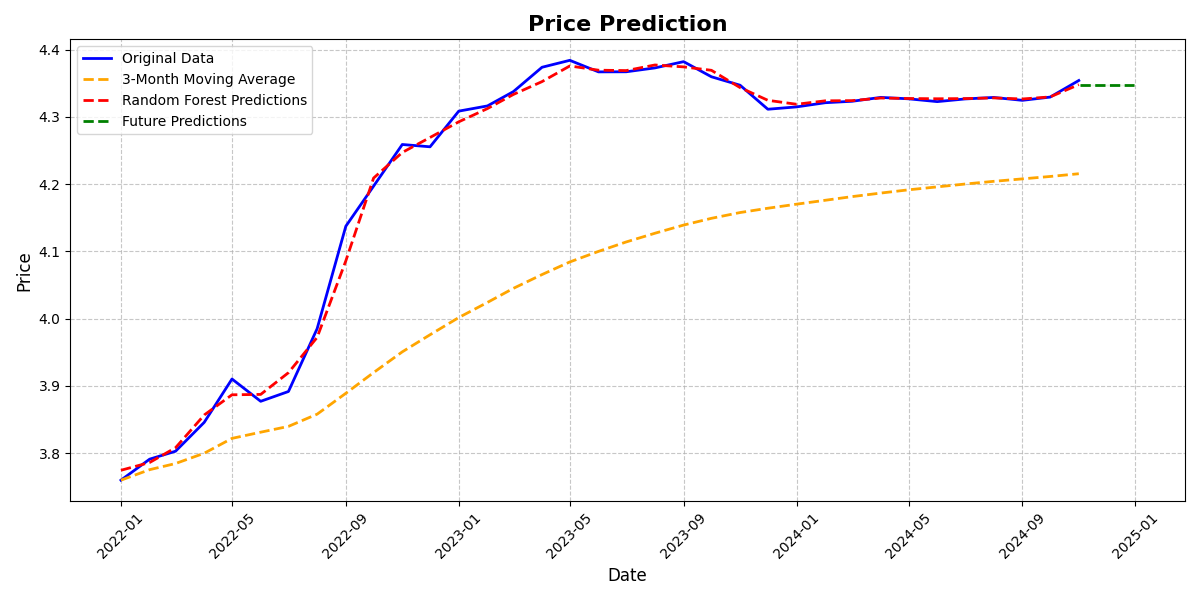 Price Prediction
Original Data
3-Month Moving Average
Random Forest Predictions
Future Predictions
4.4
4.3
4.2
4.1
4.0
3.9
3.8
Price
2022-01
2022-05
2022-09
2023-01
2023-05
2023-09
2024-01
2024-05
2024-09
2025-01
Date